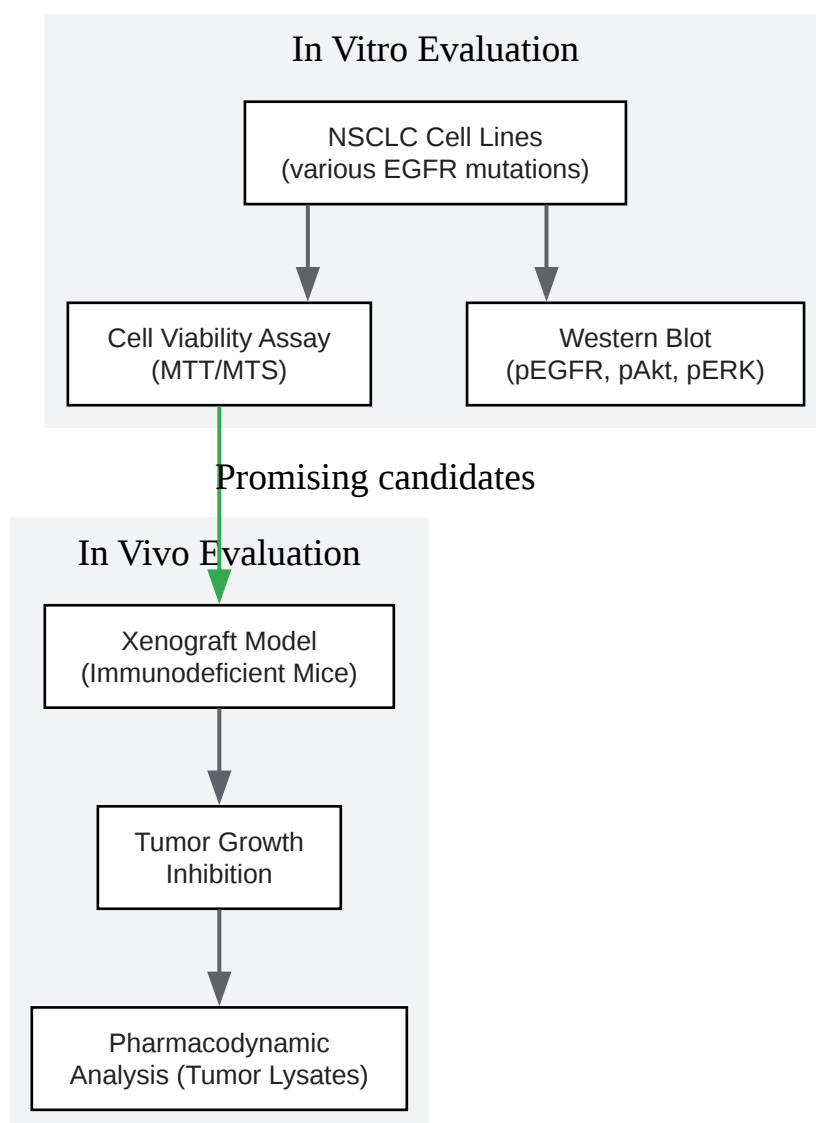 In Vitro Evaluation
NSCLC Cell Lines
(various EGFR mutations)
Cell Viability Assay
(MTT/MTS)
Western Blot
(pEGFR, pAkt, pERK)
Promising candidates
In Vivo Evaluation
Xenograft Model
(Immunodeficient Mice)
Tumor Growth
Inhibition
Pharmacodynamic
Analysis (Tumor Lysates)